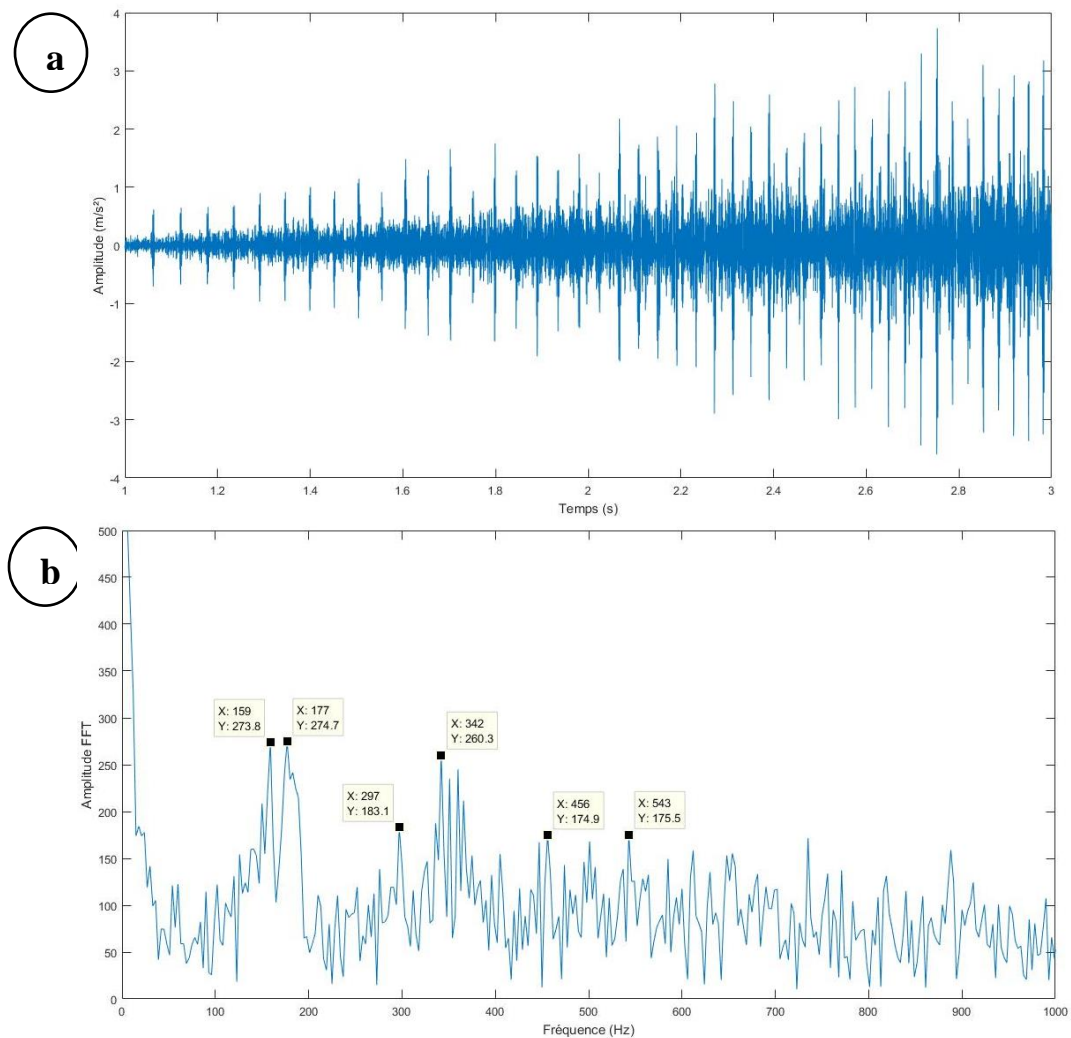 a
4
3
2
1
0
-1
-2
-3
-4
Amplitude (m/s²)
1 1.2 1.4 1.6 1.8 2 2.2 2.4 2.6 2.8 3
Temps (s)
b
500
450
400
350
300
250
200
150
100
50
0
Amplitude FFT
X: 159
Y: 273.8
X: 177
Y: 274.7
X: 297
Y: 183.1
X: 342
Y: 260.3
X: 456
Y: 174.9
X: 543
Y: 175.5
0 100 200 300 400 500 600 700 800 900 1000
Fréquence (Hz)